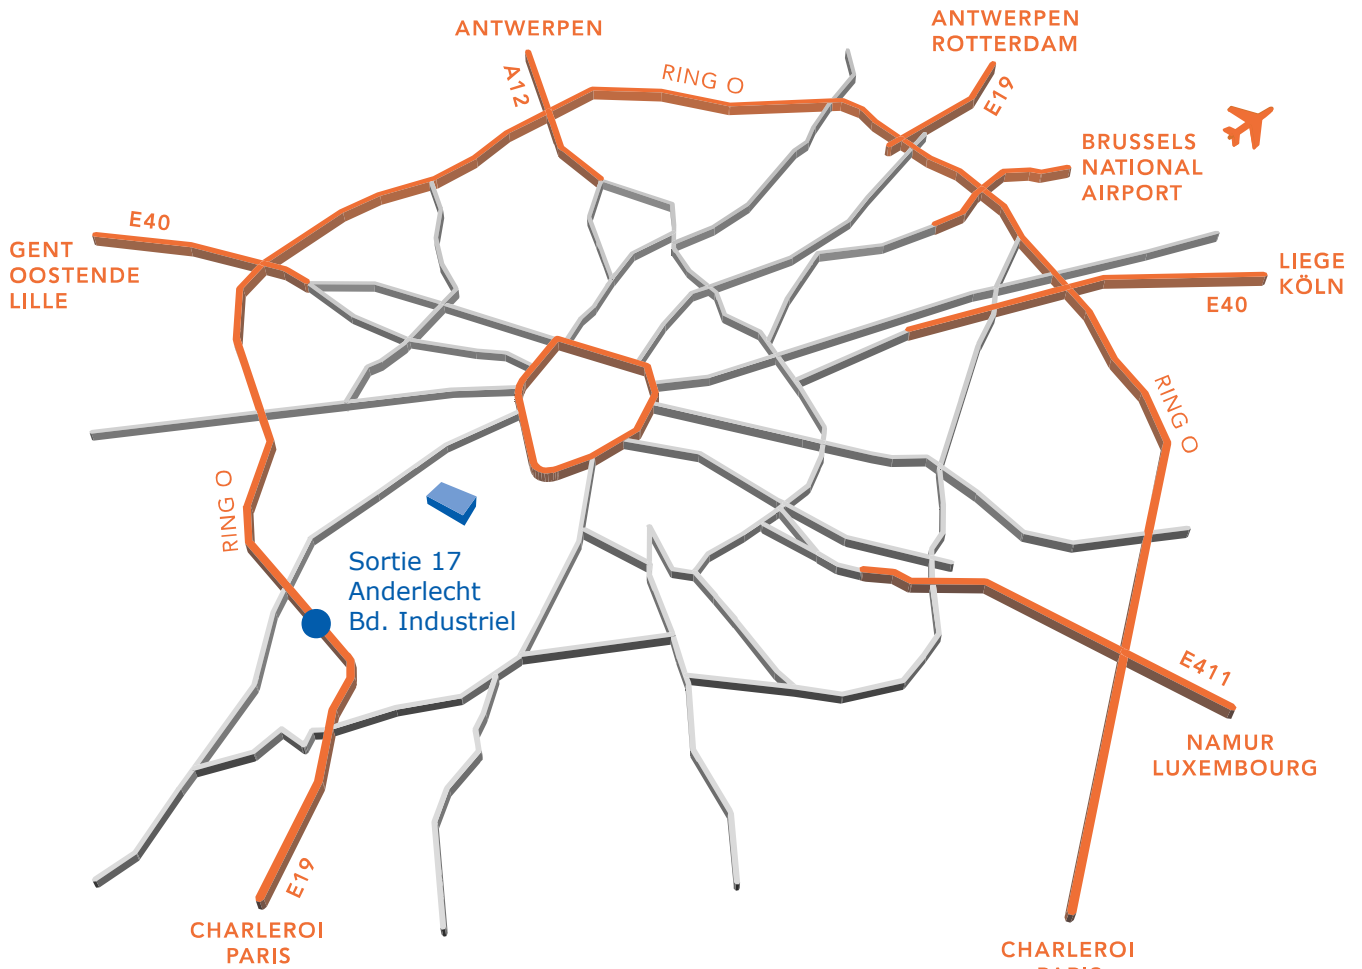 ANTWERPEN
A12
RING O
ANTWERPEN
ROTTERDAM
E19
BRUSSELS
NATIONAL
AIRPORT
E40
GENT
OOSTENDE
LILLE
LIEGE
KÖLN
E40
RING O
RING O
Sortie 17
Anderlecht
Bd. Industriel
E411
NAMUR
LUXEMBOURG
E19
CHARLEROI
PARIS
CHARLEROI
PARIS